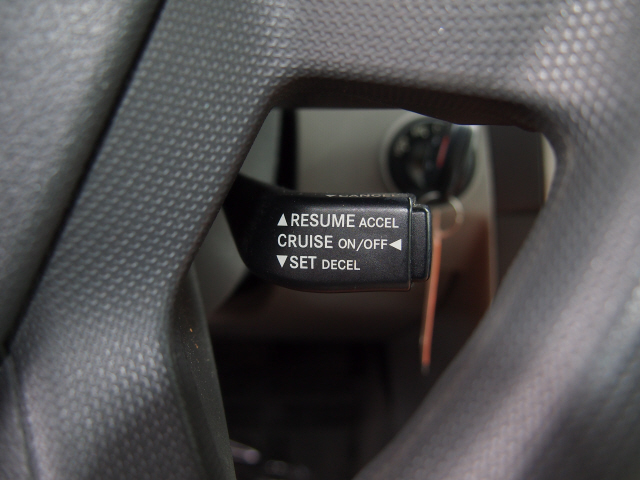 ▲RESUME ACCEL
CRUISE ON/OFF◀
▼SET DECEL